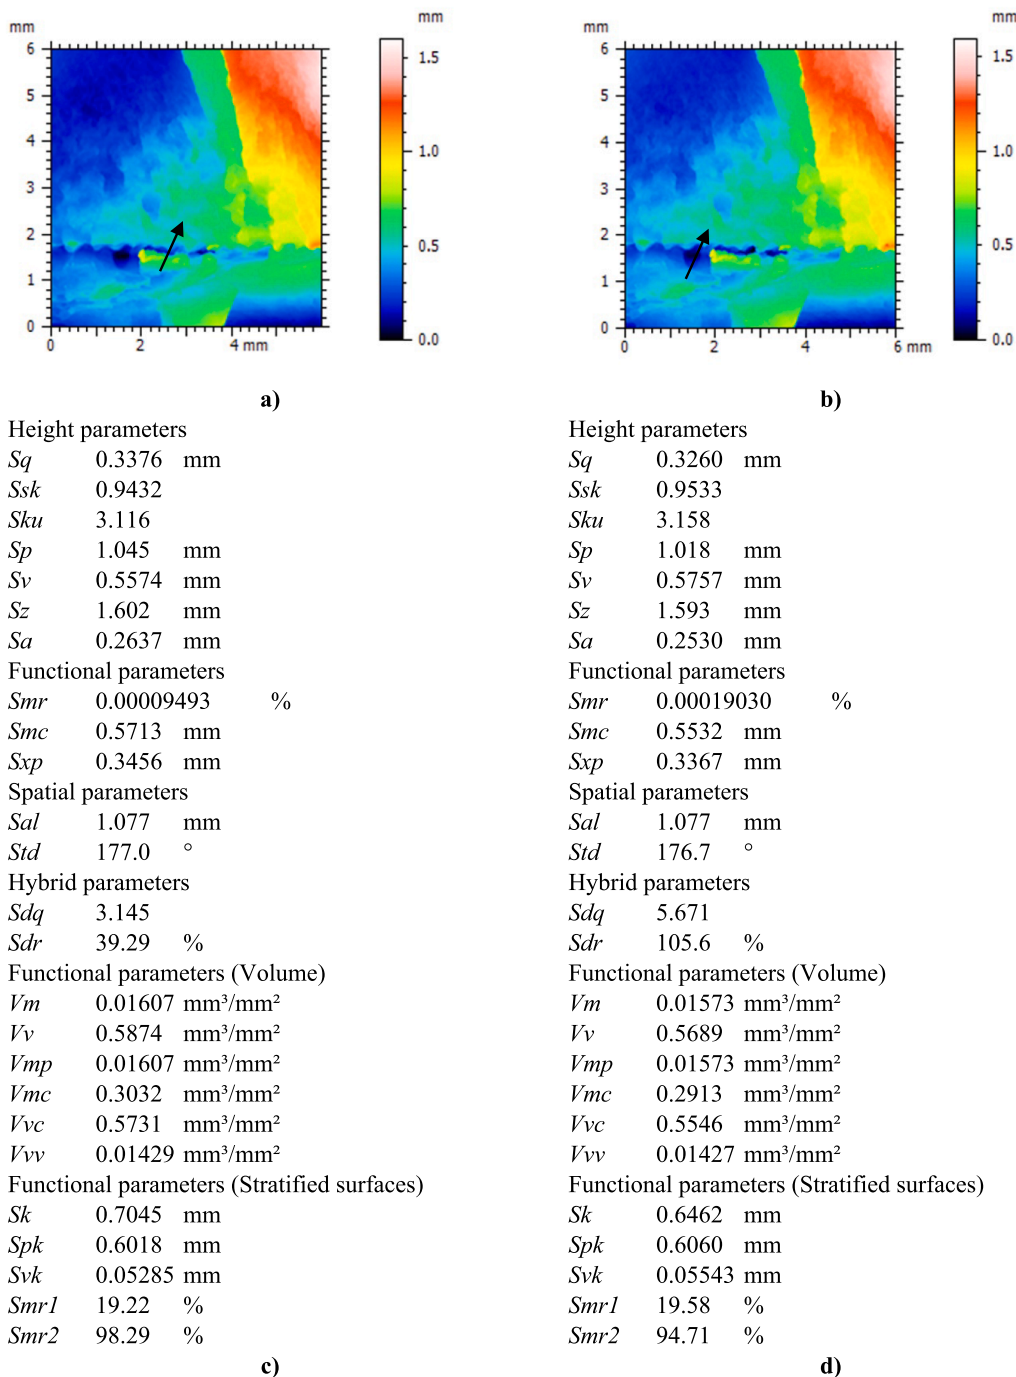 mm
mm
6
5
4
3
2
1
0
0
2
4 mm
1.5
1.0
0.5
0.0
mm
mm
6
5
4
3
2
1
0
0
2
4
6 mm
1.5
1.0
0.5
0.0
a)
b)
Height parameters
Sq 0.3376 mm
Ssk 0.9432
Sku 3.116
Sp 1.045 mm
Sv 0.5574 mm
Sz 1.602 mm
Sa 0.2637 mm
Functional parameters
Smr 0.00009493 %
Smc 0.5713 mm
Sxp 0.3456 mm
Spatial parameters
Sal 1.077 mm
Std 177.0 °
Hybrid parameters
Sdq 3.145
Sdr 39.29 %
Functional parameters (Volume)
Vm 0.01607 mm³/mm²
Vv 0.5874 mm³/mm²
Vmp 0.01607 mm³/mm²
Vmc 0.3032 mm³/mm²
Vvc 0.5731 mm³/mm²
Vvv 0.01429 mm³/mm²
Functional parameters (Stratified surfaces)
Sk 0.7045 mm
Spk 0.6018 mm
Svk 0.05285 mm
Smr1 19.22 %
Smr2 98.29 %
c)
Height parameters
Sq 0.3260 mm
Ssk 0.9533
Sku 3.158
Sp 1.018 mm
Sv 0.5757 mm
Sz 1.593 mm
Sa 0.2530 mm
Functional parameters
Smr 0.00019030 %
Smc 0.5532 mm
Sxp 0.3367 mm
Spatial parameters
Sal 1.077 mm
Std 176.7 °
Hybrid parameters
Sdq 5.671
Sdr 105.6 %
Functional parameters (Volume)
Vm 0.01573 mm³/mm²
Vv 0.5689 mm³/mm²
Vmp 0.01573 mm³/mm²
Vmc 0.2913 mm³/mm²
Vvc 0.5546 mm³/mm²
Vvv 0.01427 mm³/mm²
Functional parameters (Stratified surfaces)
Sk 0.6462 mm
Spk 0.6060 mm
Svk 0.05543 mm
Smr1 19.58 %
Smr2 94.71 %
d)